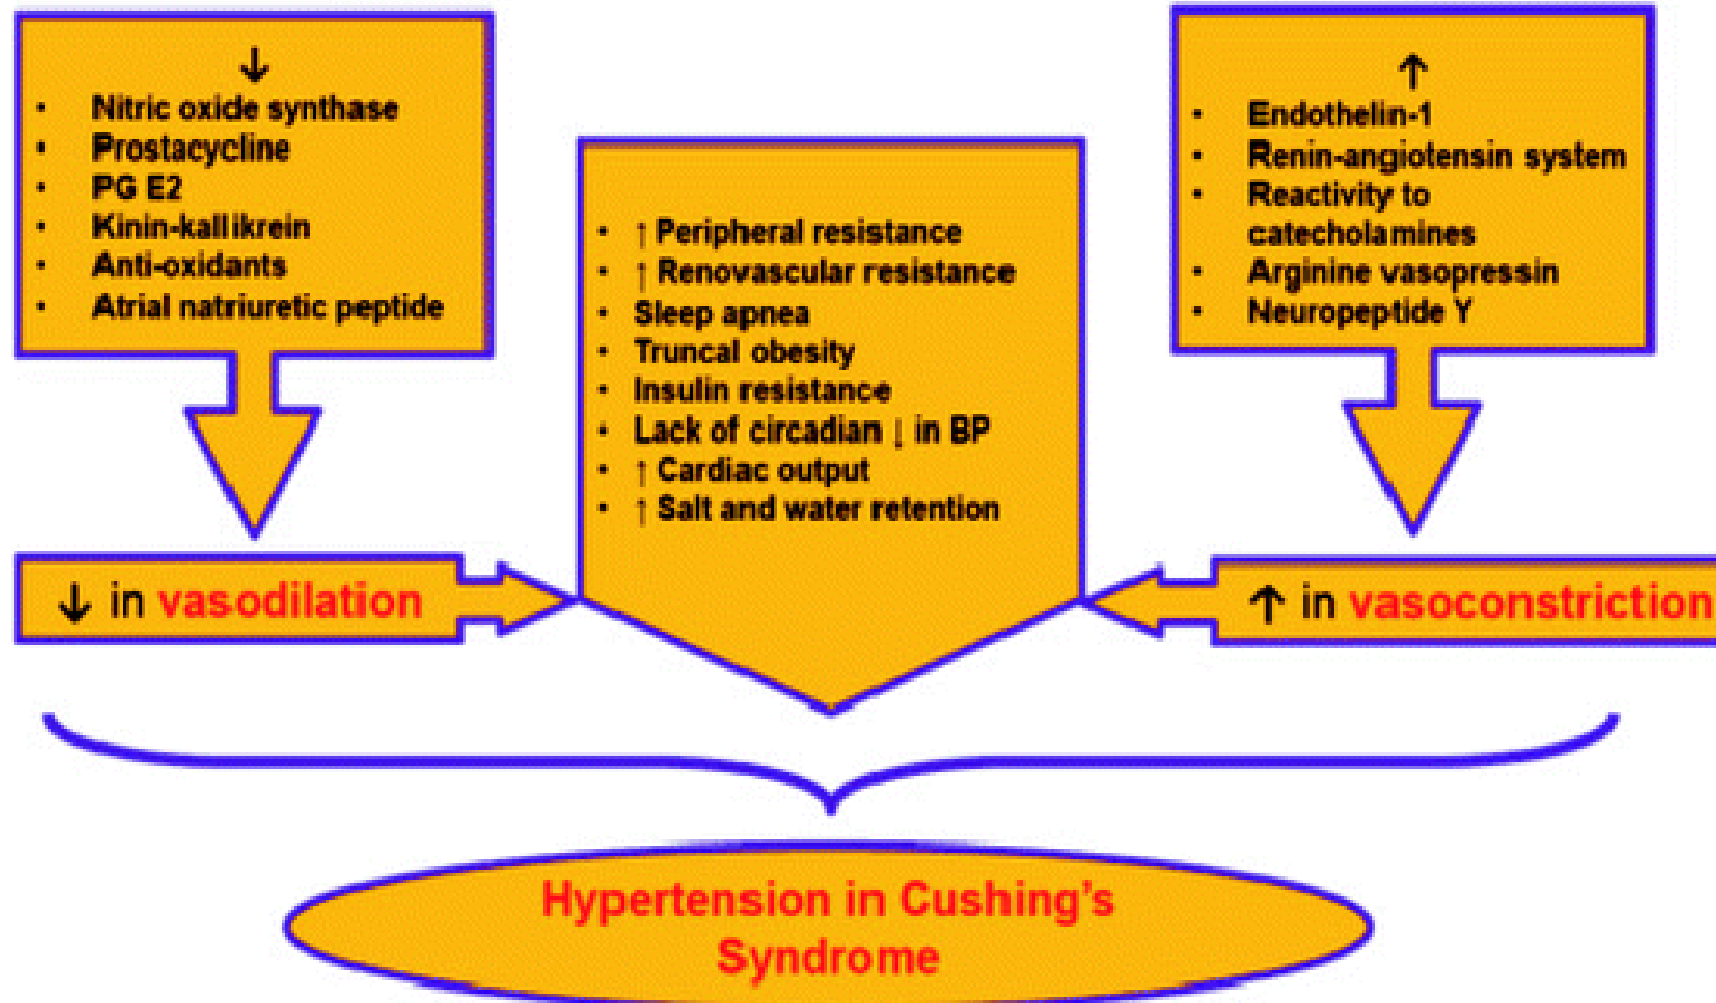 ↓
• Nitric oxide synthase
• Prostacycline
• PG E2
• Kinin-kallikrein
• Anti-oxidants
• Atrial natriuretic peptide
↓ in vasodilation
• ↑ Peripheral resistance
• ↑ Renovascular resistance
• Sleep apnea
• Truncal obesity
• Insulin resistance
• Lack of circadian ↓ in BP
• ↑ Cardiac output
• ↑ Salt and water retention
↑
• Endothelin-1
• Renin-angiotensin system
• Reactivity to
catecholamines
• Arginine vasopressin
• Neuropeptide Y
↑ in vasoconstriction
Hypertension in Cushing's
Syndrome